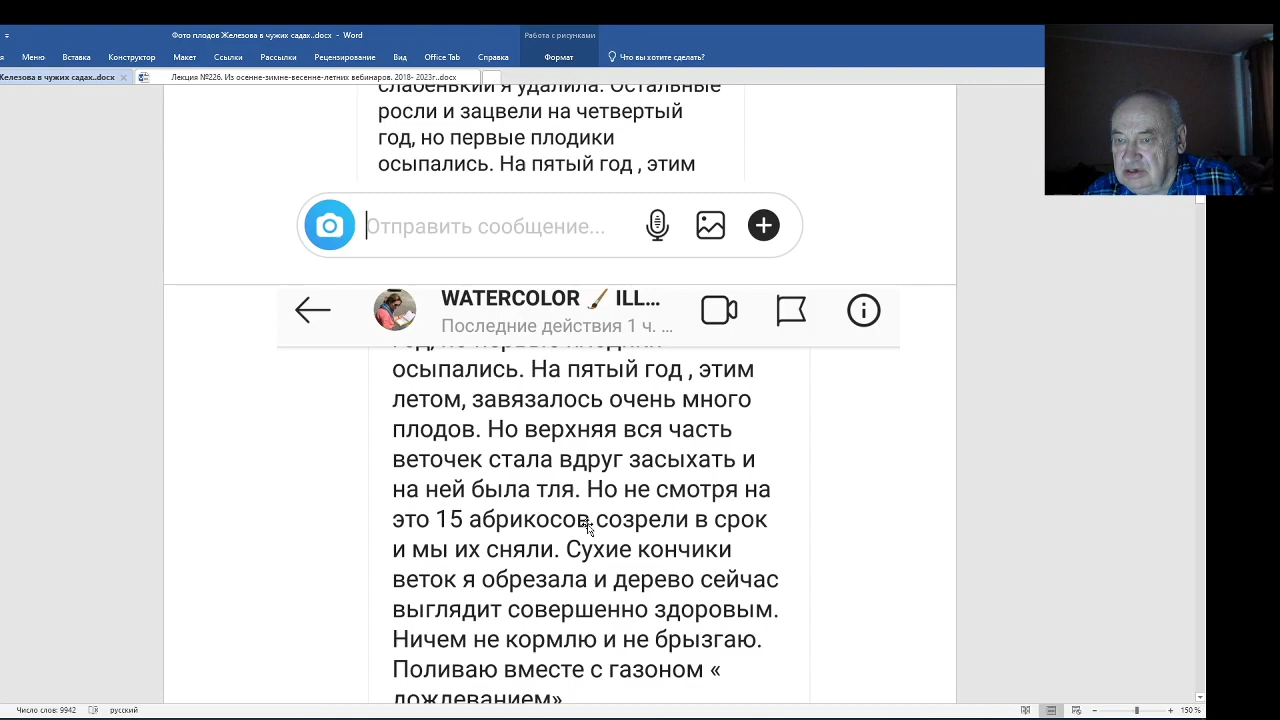 Фото плодов Железова в чужих садах..docx - Word
Работа с рисунками
Меню Вставка Конструктор Макет Ссылки Рассылки Рецензирование Вид Office Tab Справка Формат Что вы хотите сделать?
Железова в чужих садах..docx Лекция №226. Из осенне-зимне-весенне-летних вебинаров. 2018- 2023г..docx
слабенький я удалила. Остальные
росли и зацвели на четвертый
год, но первые плодики
осыпались. На пятый год , этим
Отправить сообщение...
WATERCOLOR 🖌️ ILL...
Последние действия 1 ч. ...
год, но первые плодики
осыпались. На пятый год , этим
летом, завязалось очень много
плодов. Но верхняя вся часть
веточек стала вдруг засыхать и
на ней была тля. Но не смотря на
это 15 абрикосов созрели в срок
и мы их сняли. Сухие кончики
веток я обрезала и дерево сейчас
выглядит совершенно здоровым.
Ничем не кормлю и не брызгаю.
Поливаю вместе с газоном «
дождеванием»
Число слов: 9942 русский 150 %